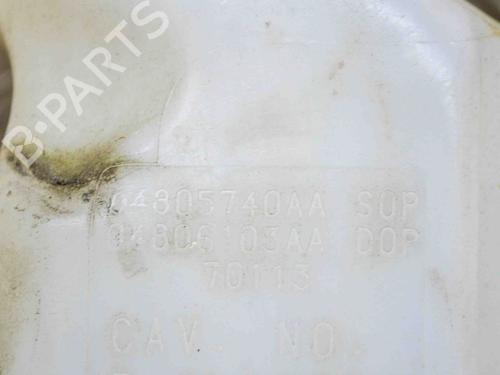 B-PARTS
04805740AA SOP
04806103AA DOP
70113
CAV. NO.